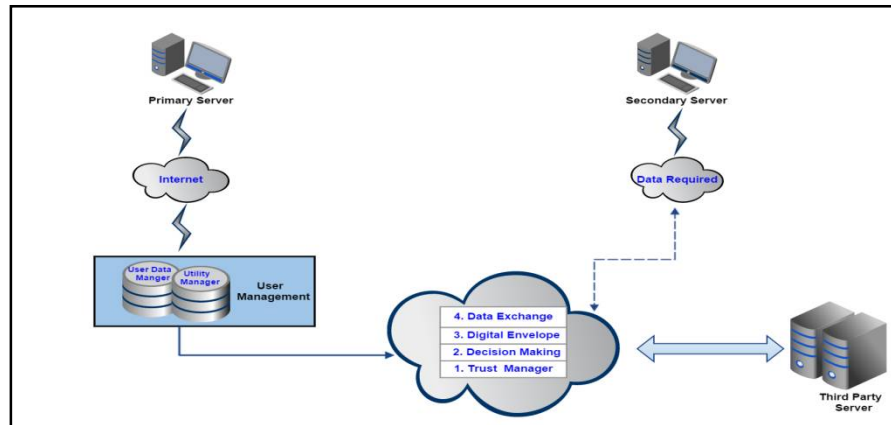 Primary Server
Secondary Server
Internet
Data Required
User Data
Manger
Utility
Manager
User
Management
4. Data Exchange
3. Digital Envelope
2. Decision Making
1. Trust Manager
Third Party
Server